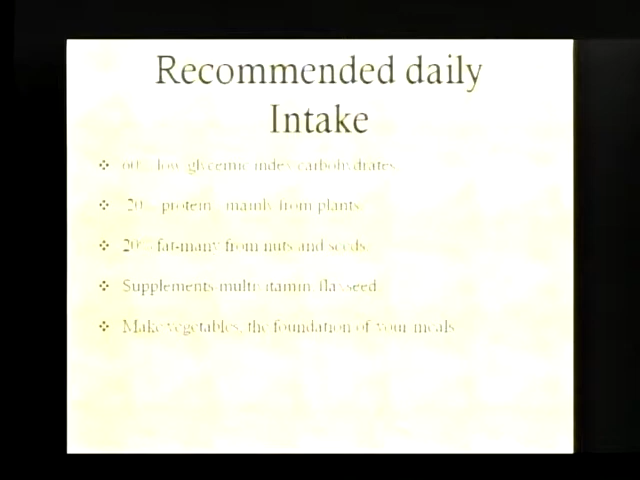 Recommended daily
Intake
60% low glycemic index carbohydrates
20% protein, mainly from plants
20% fat-many from nuts and seeds.
Supplements multivitamin, flaxseed
Make vegetables, the foundation of your meals